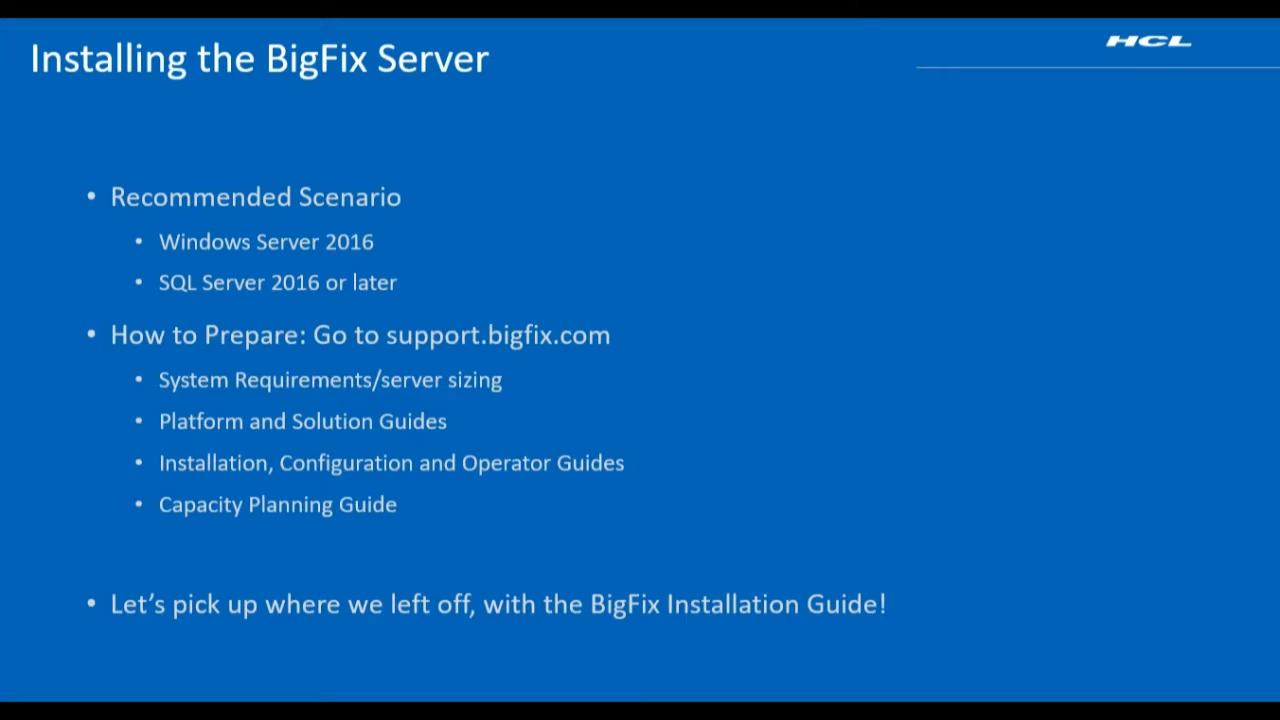 Installing the BigFix Server
HCL
• Recommended Scenario
• Windows Server 2016
• SQL Server 2016 or later
• How to Prepare: Go to support.bigfix.com
• System Requirements/server sizing
• Platform and Solution Guides
• Installation, Configuration and Operator Guides
• Capacity Planning Guide
• Let’s pick up where we left off, with the BigFix Installation Guide!